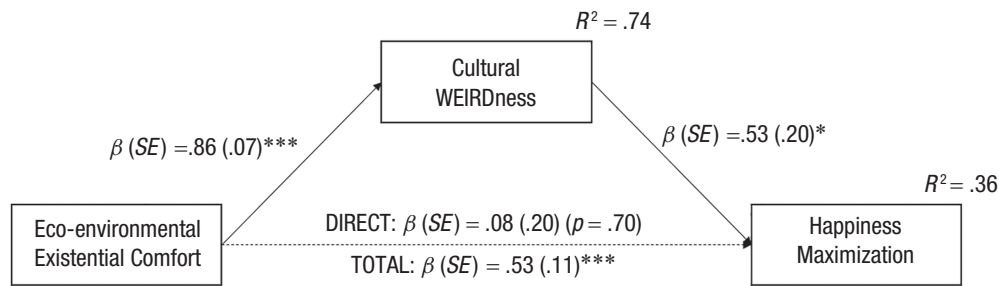 R² = .74
Cultural
WEIRDness
β (SE) =.86 (.07)***
β (SE) =.53 (.20)*
R² = .36
Eco-environmental
Existential Comfort
DIRECT: β (SE) = .08 (.20) (p = .70)
TOTAL: β (SE) = .53 (.11)***
Happiness
Maximization